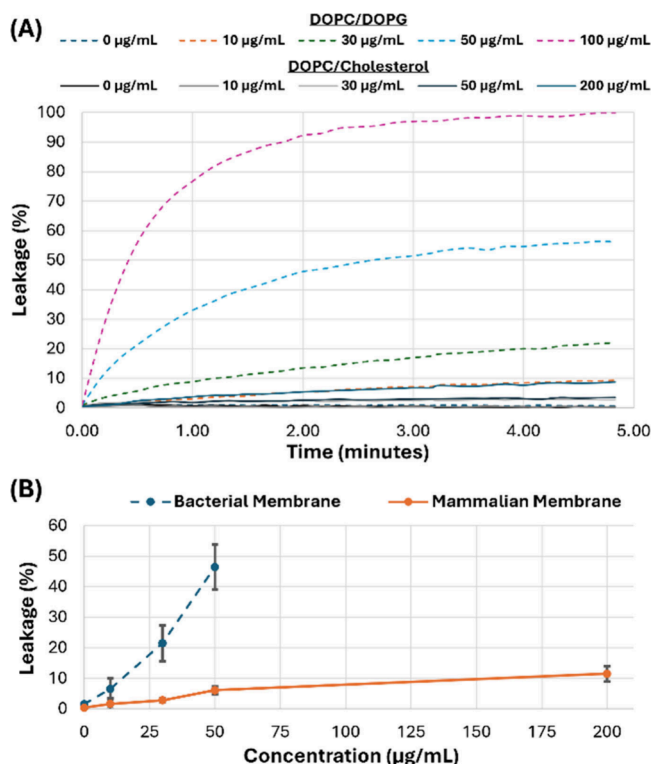 (A)
DOPC/DOPG
0 µg/mL 10 µg/mL 30 µg/mL 50 µg/mL 100 µg/mL
DOPC/Cholesterol
0 µg/mL 10 µg/mL 30 µg/mL 50 µg/mL 200 µg/mL
Leakage (%)
100
90
80
70
60
50
40
30
20
10
0
0.00 1.00 2.00 3.00 4.00 5.00
Time (minutes)
(B)
Bacterial Membrane Mammalian Membrane
Leakage (%)
60
50
40
30
20
10
0
0 25 50 75 100 125 150 175 200
Concentration (µg/mL)